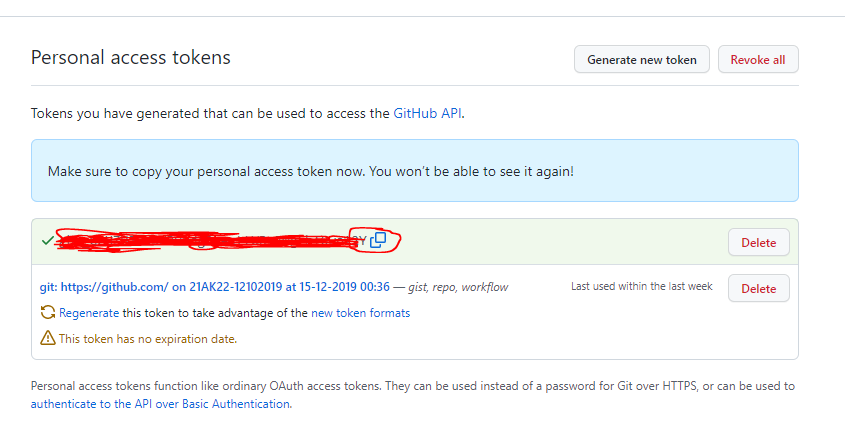 Personal access tokens
Generate new token
Revoke all
Tokens you have generated that can be used to access the GitHub API.
Make sure to copy your personal access token now. You won’t be able to see it again!
Delete
git: https://github.com/ on 21AK22-12102019 at 15-12-2019 00:36 — gist, repo, workflow
Last used within the last week
Delete
Regenerate this token to take advantage of the new token formats
This token has no expiration date.
Personal access tokens function like ordinary OAuth access tokens. They can be used instead of a password for Git over HTTPS, or can be used to
authenticate to the API over Basic Authentication.